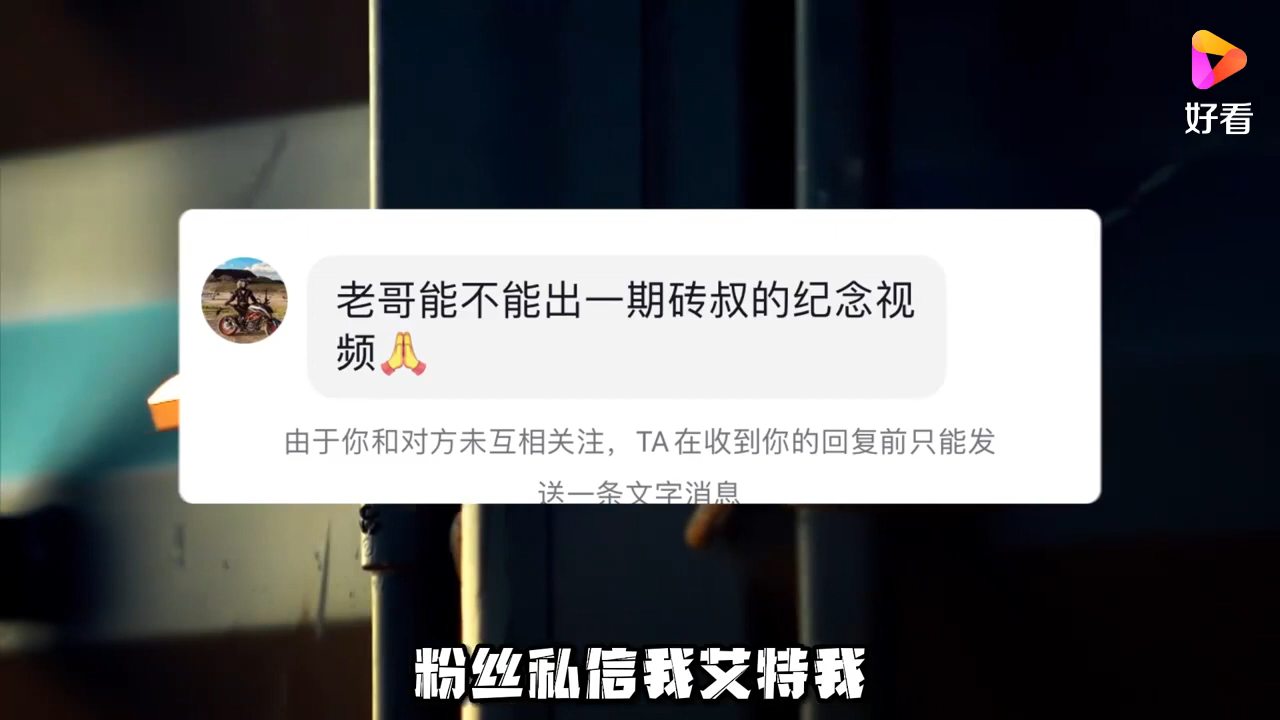 好看
老哥能不能出一期砖叔的纪念视
频🙏
由于你和对方未互相关注，TA在收到你的回复前只能发
送一条文字消息
粉丝私信我艾特我